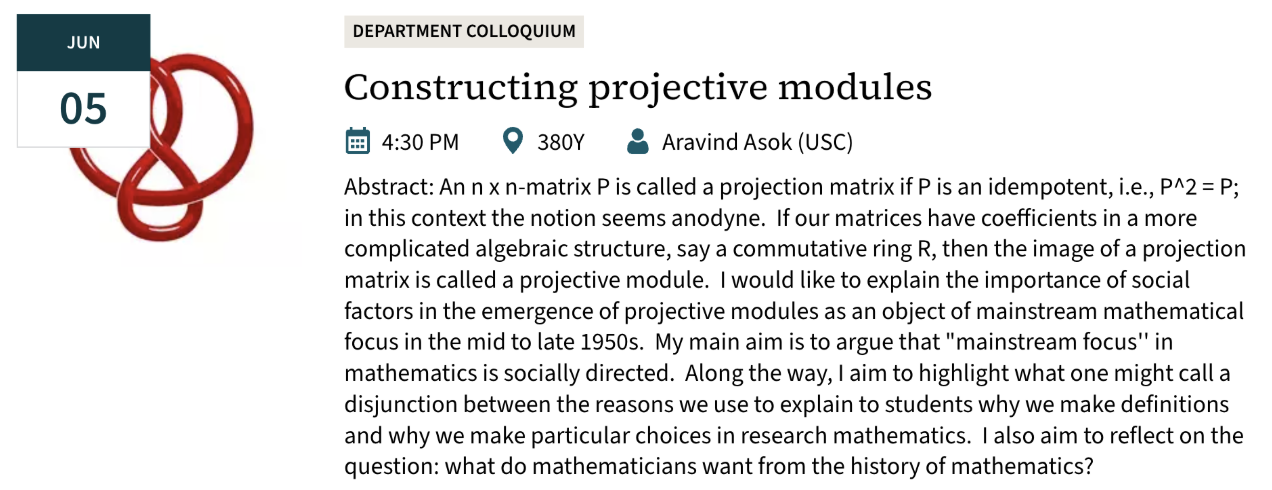 JUN
05
DEPARTMENT COLLOQUIUM
Constructing projective modules
4:30 PM 380Y Aravind Asok (USC)
Abstract: An n x n-matrix P is called a projection matrix if P is an idempotent, i.e., P^2 = P;
in this context the notion seems anodyne.  If our matrices have coefficients in a more
complicated algebraic structure, say a commutative ring R, then the image of a projection
matrix is called a projective module.  I would like to explain the importance of social
factors in the emergence of projective modules as an object of mainstream mathematical
focus in the mid to late 1950s.  My main aim is to argue that "mainstream focus'' in
mathematics is socially directed.  Along the way, I aim to highlight what one might call a
disjunction between the reasons we use to explain to students why we make definitions
and why we make particular choices in research mathematics.  I also aim to reflect on the
question: what do mathematicians want from the history of mathematics?